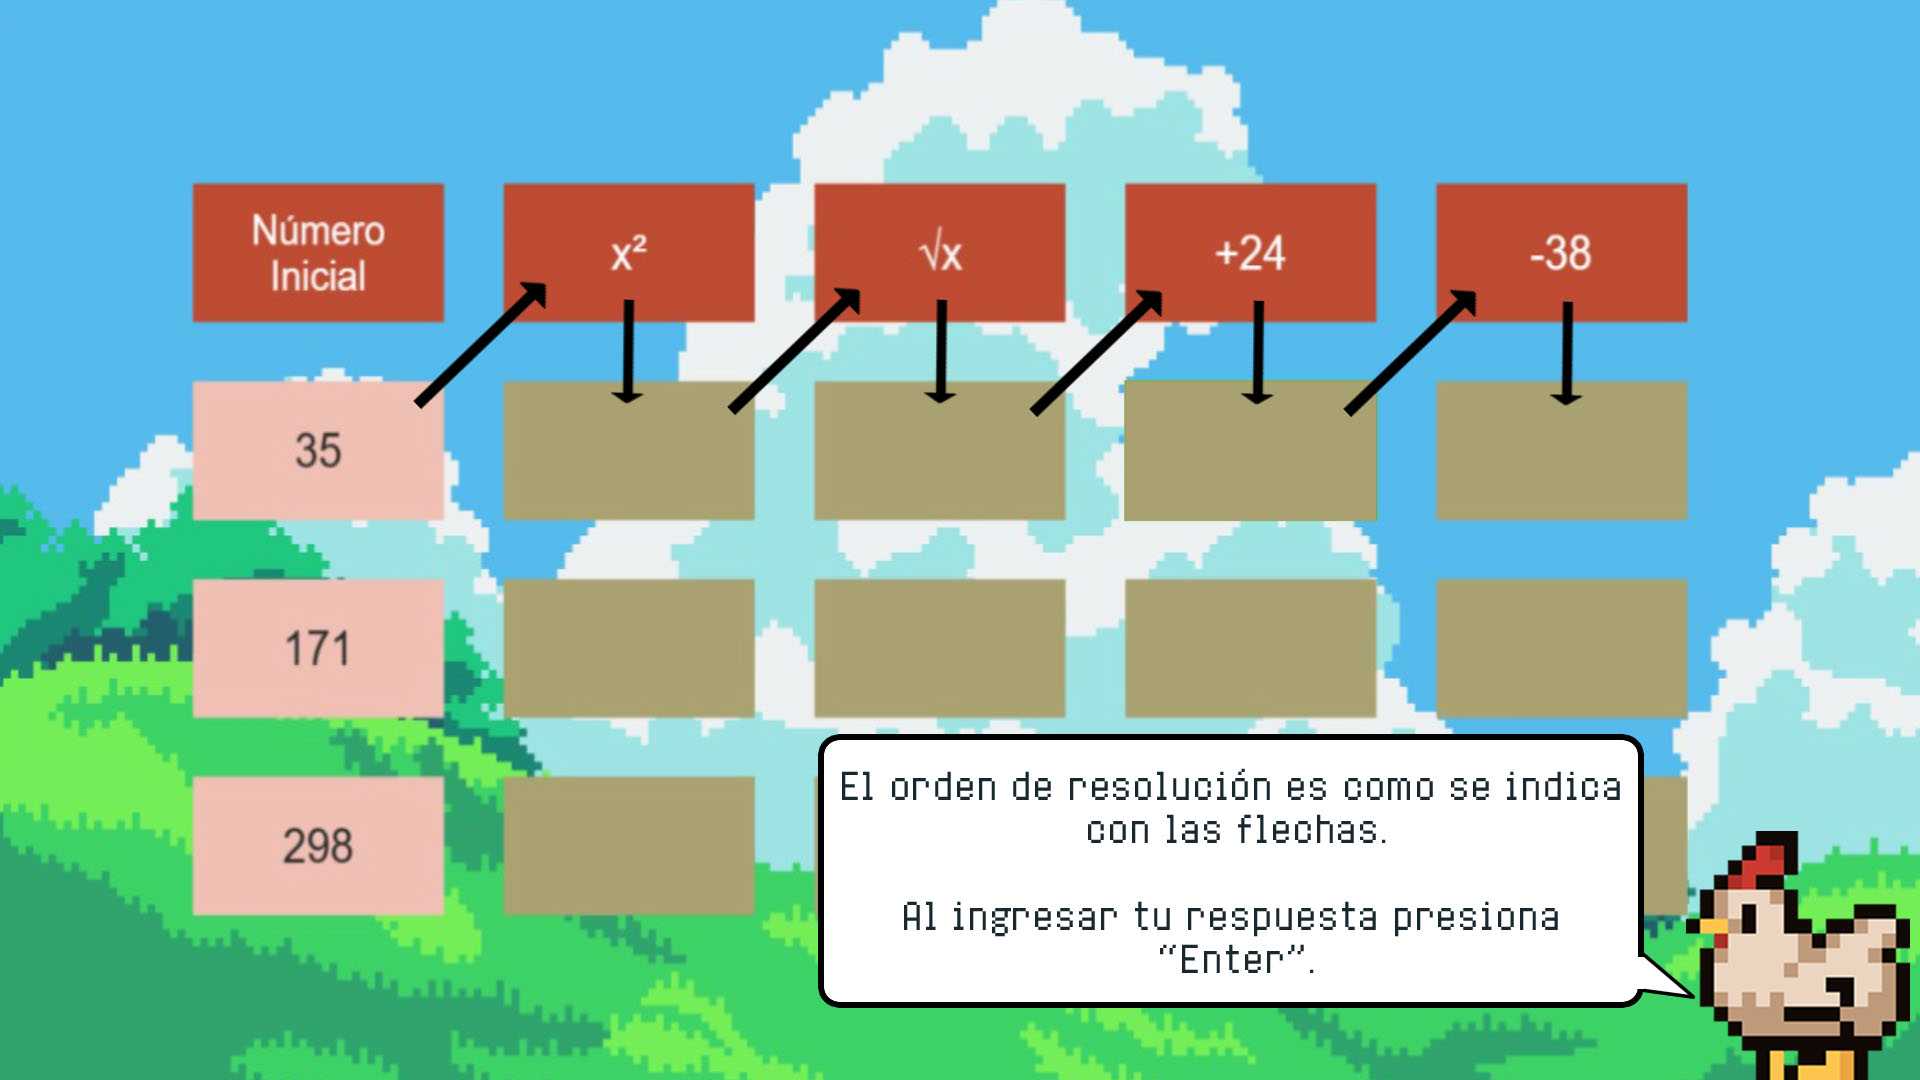 Número
Inicial
x²
√x
+24
-38
35
171
298
El orden de resolución es como se indica
con las flechas.
Al ingresar tu respuesta presiona
“Enter”.